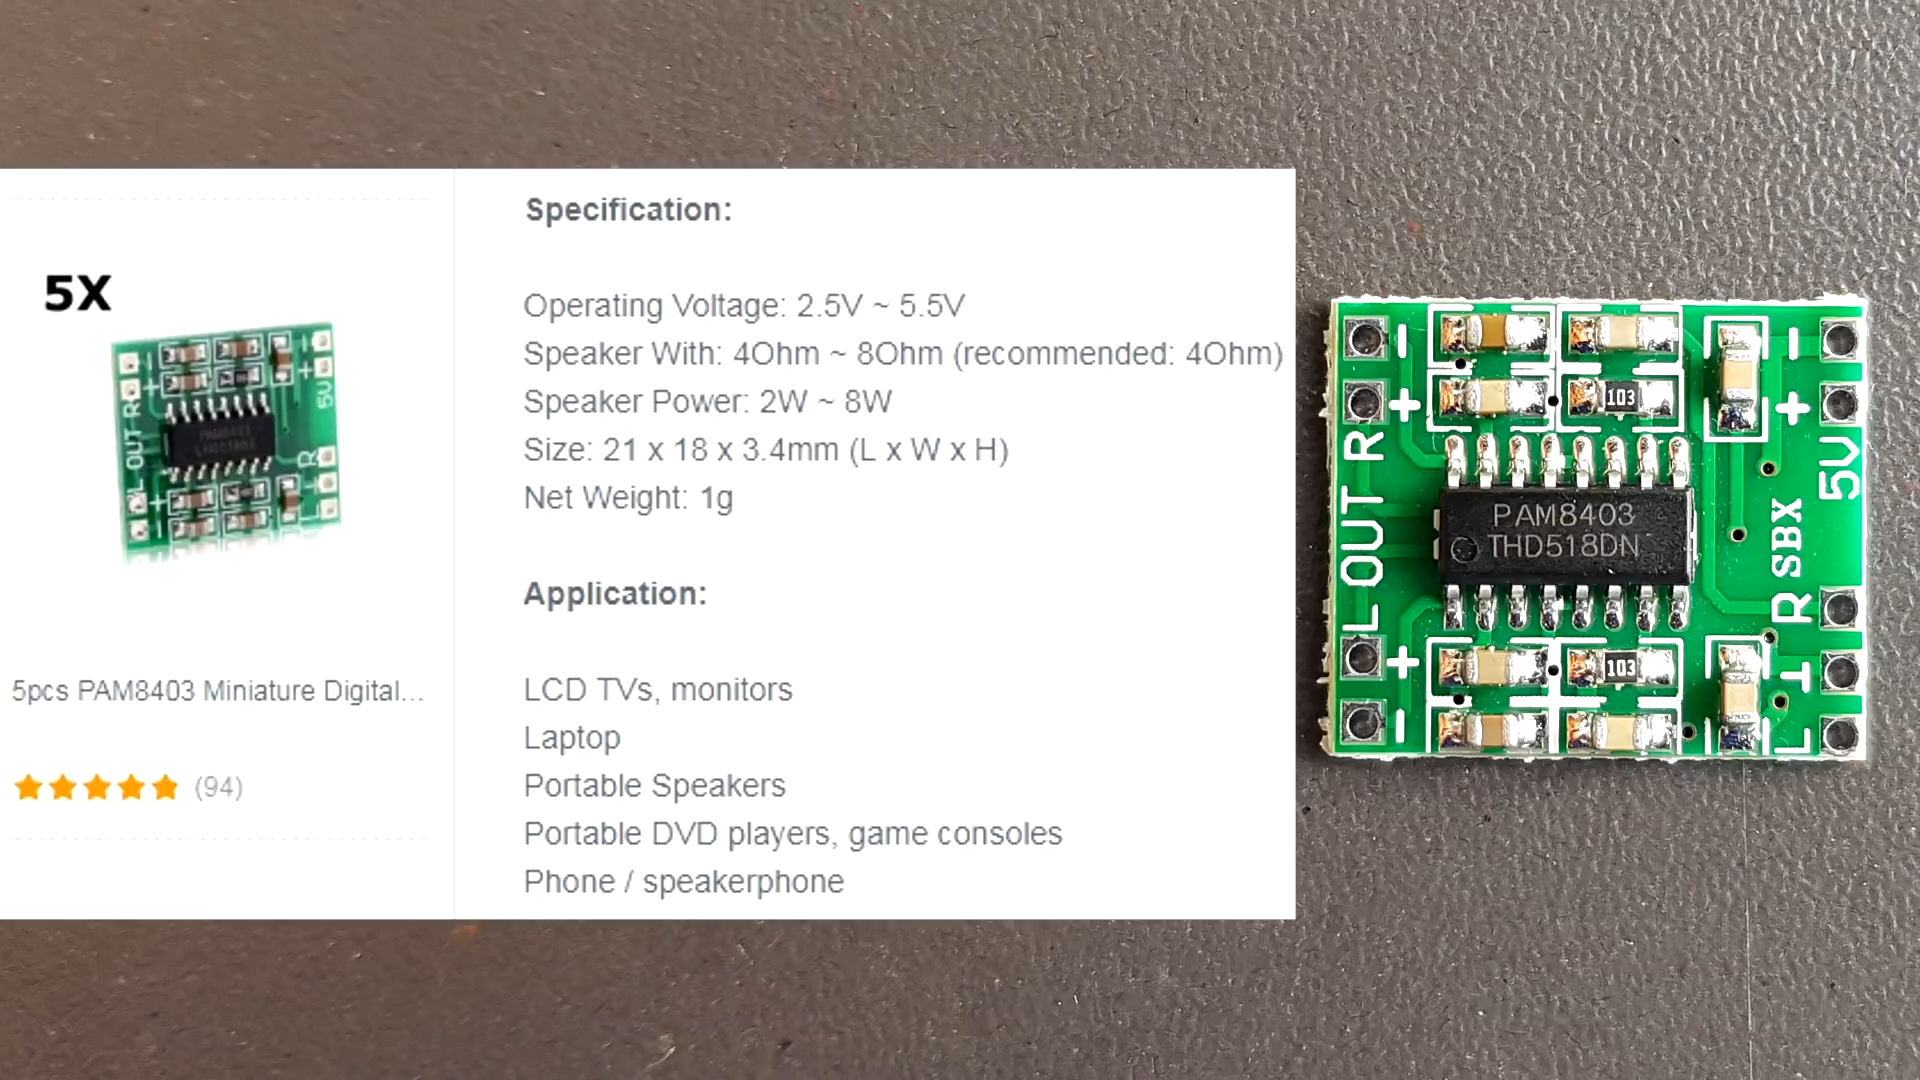 5X
5pcs PAM8403 Miniature Digital...
(94)
Specification:
Operating Voltage: 2.5V ~ 5.5V
Speaker With: 4Ohm ~ 8Ohm (recommended: 4Ohm)
Speaker Power: 2W ~ 8W
Size: 21 x 18 x 3.4mm (L x W x H)
Net Weight: 1g
Application:
LCD TVs, monitors
Laptop
Portable Speakers
Portable DVD players, game consoles
Phone / speakerphone
L OUT R
- +
+ -
5V
R
L OUT R
- +
+ -
103
PAM8403
THD518DN
103
- +
5V
SBX
R ⊥ L